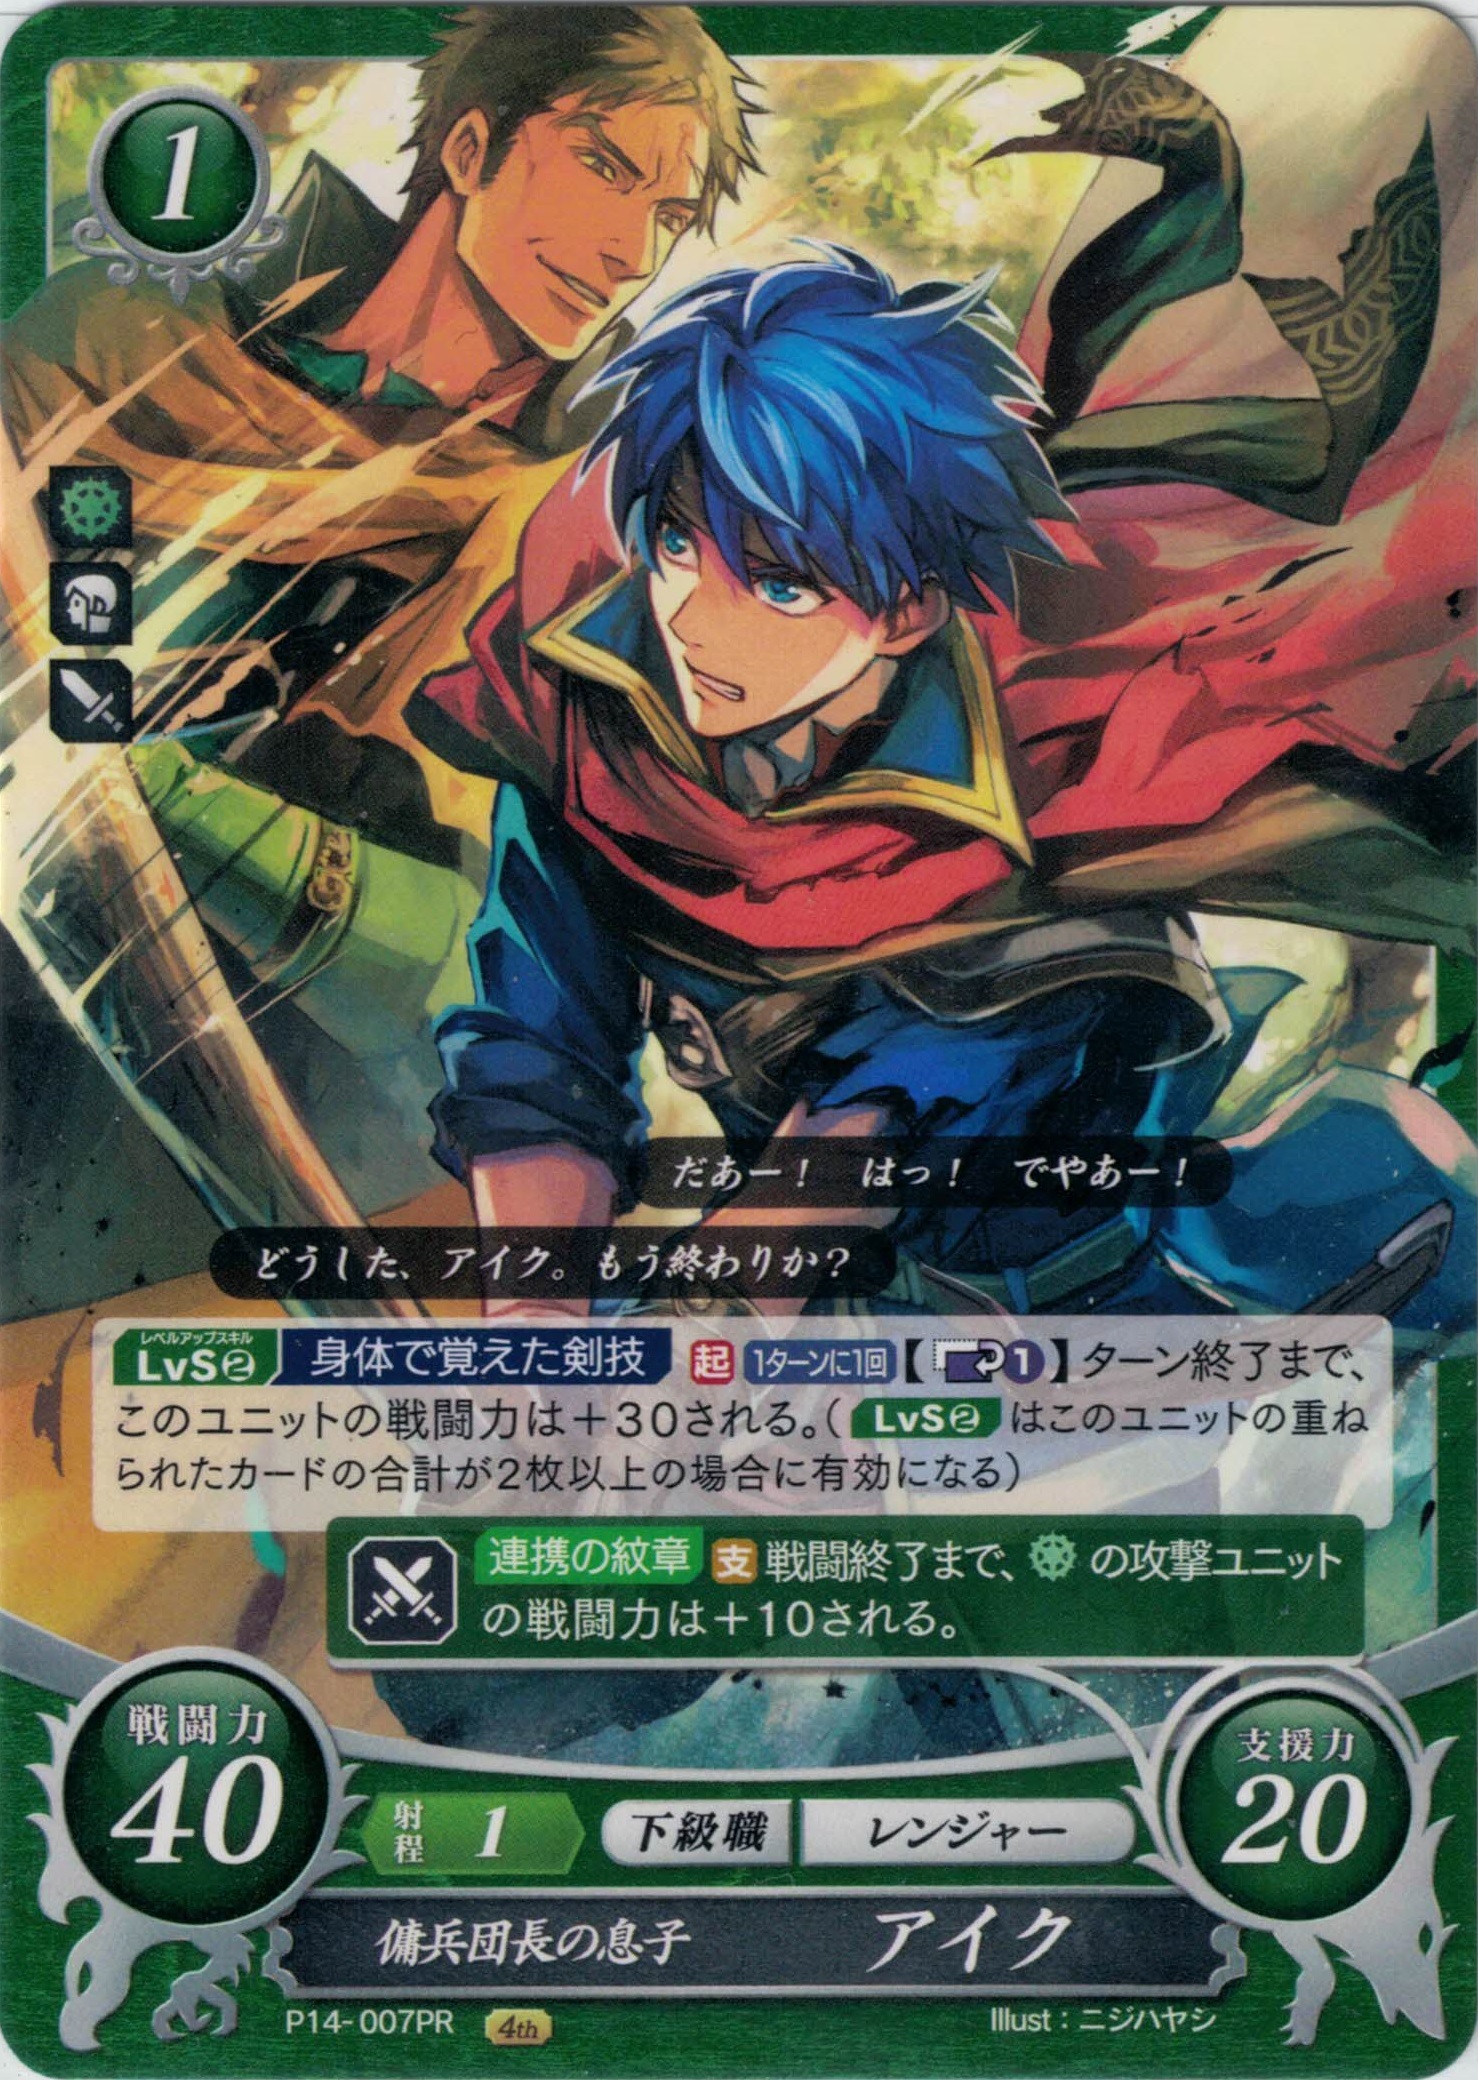 1
だあー！　はっ！　でやあー！
どうした、アイク。もう終わりか？
レベルアップスキル
LvS2 身体で覚えた剣技 起 1ターンに1回【1】ターン終了まで、
このユニットの戦闘力は＋30される。（LvS2はこのユニットの重ね
られたカードの合計が2枚以上の場合に有効になる）
連携の紋章 支 戦闘終了まで、の攻撃ユニット
の戦闘力は＋10される。
戦闘力
40
射程 1
下級職 レンジャー
支援力
20
傭兵団長の息子 アイク
P14-007PR 4th Illust：ニジハヤシ